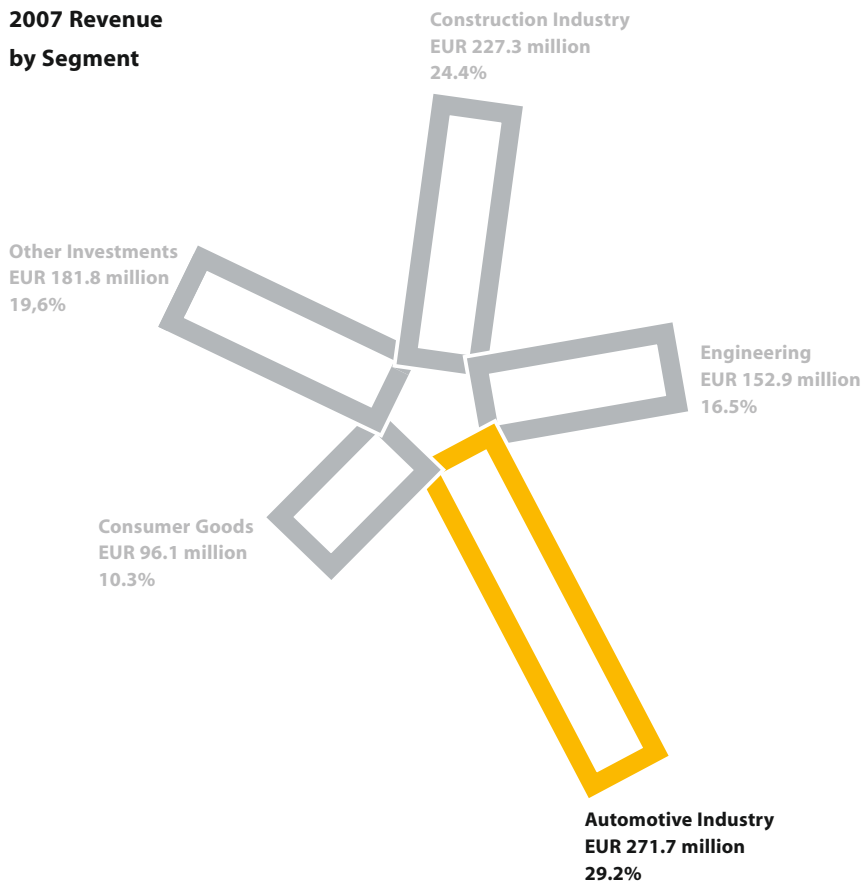 2007 Revenue
by Segment
Construction Industry
EUR 227.3 million
24.4%
Other Investments
EUR 181.8 million
19,6%
Engineering
EUR 152.9 million
16.5%
Consumer Goods
EUR 96.1 million
10.3%
Automotive Industry
EUR 271.7 million
29.2%